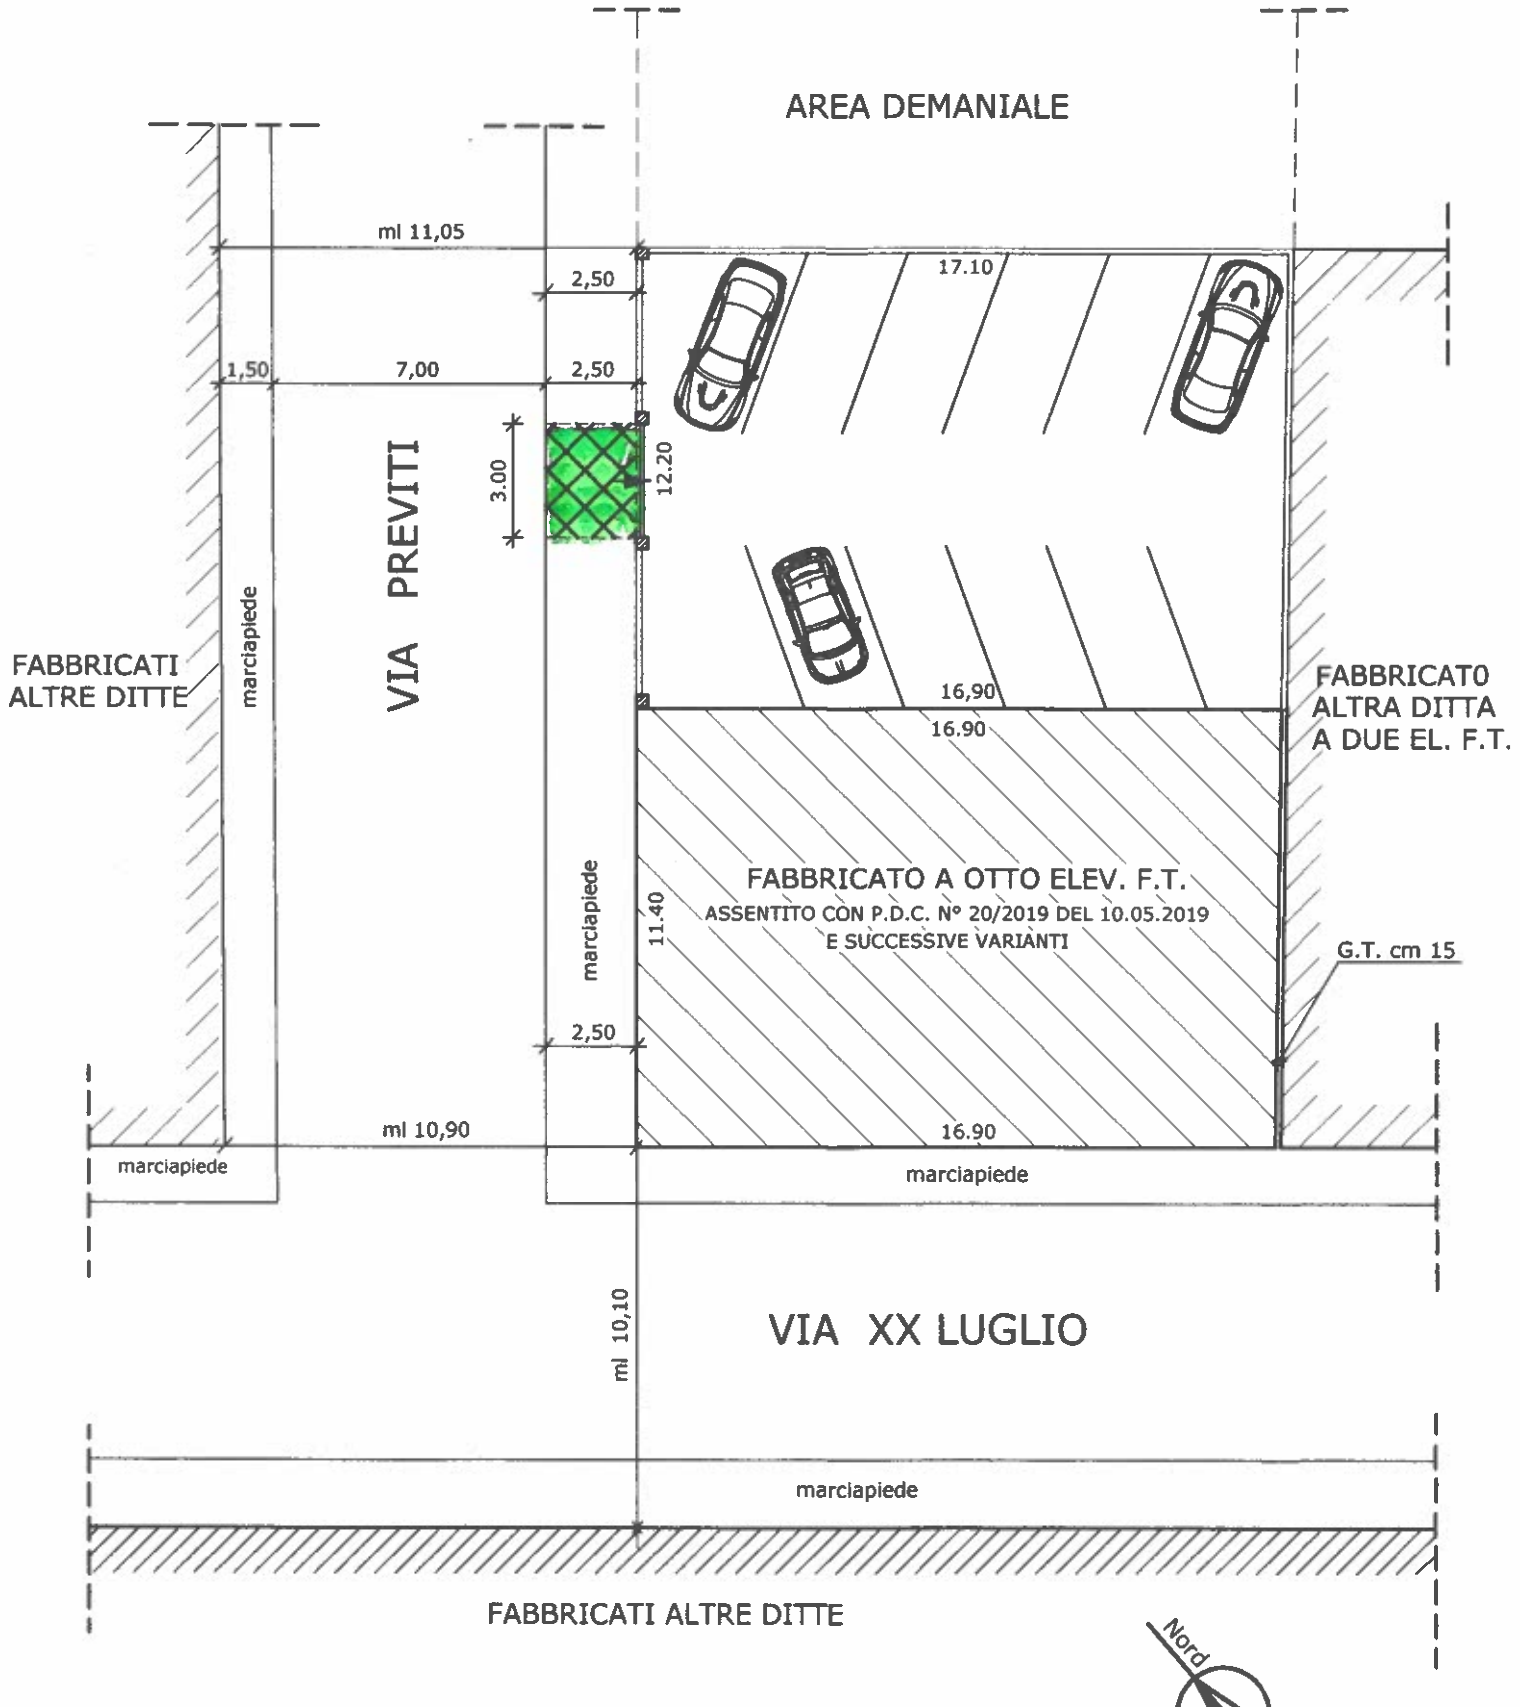 AREA DEMANIALE
ml 11,05
17.10
2,50
1,50
7,00
2,50
3.00
12.20
VIA PREVITI
marciapiede
FABBRICATI
ALTRE DITTE
16,90
16.90
FABBRICATO
ALTRA DITTA
A DUE EL. F.T.
FABBRICATO A OTTO ELEV. F.T.
ASSENTITO CON P.D.C. N° 20/2019 DEL 10.05.2019
E SUCCESSIVE VARIANTI
marciapiede
11.40
G.T. cm 15
2,50
ml 10,90
16.90
marciapiede
marciapiede
ml 10,10
VIA XX LUGLIO
marciapiede
FABBRICATI ALTRE DITTE
Nord